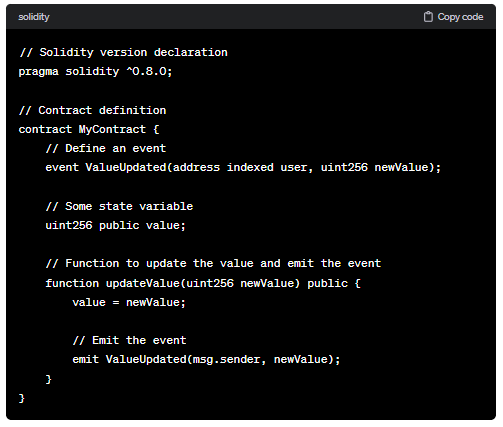 solidity
Copy code
// Solidity version declaration
pragma solidity ^0.8.0;
// Contract definition
contract MyContract {
    // Define an event
    event ValueUpdated(address indexed user, uint256 newValue);
    // Some state variable
    uint256 public value;
    // Function to update the value and emit the event
    function updateValue(uint256 newValue) public {
        value = newValue;
        // Emit the event
        emit ValueUpdated(msg.sender, newValue);
    }
}